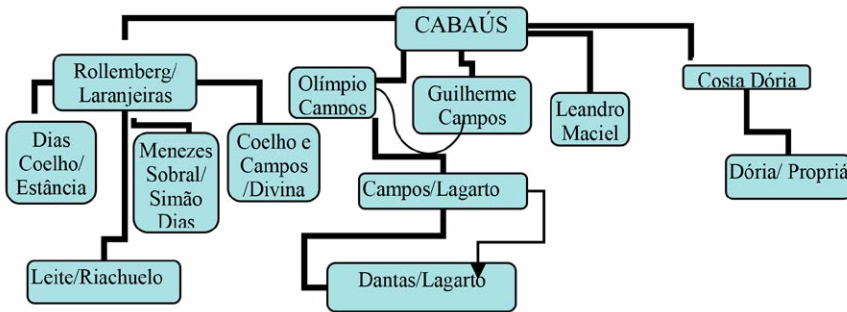 CABAÚS
Rollemberg/
Laranjeiras
Olímpio
Campos
Guilherme
Campos
Leandro
Maciel
Costa Dória
Dias
Coelho/
Estância
Menezes
Sobral/
Simão
Dias
Coelho e
Campos
/Divina
Campos/Lagarto
Dória/ Propriá
Leite/Riachuelo
Dantas/Lagarto